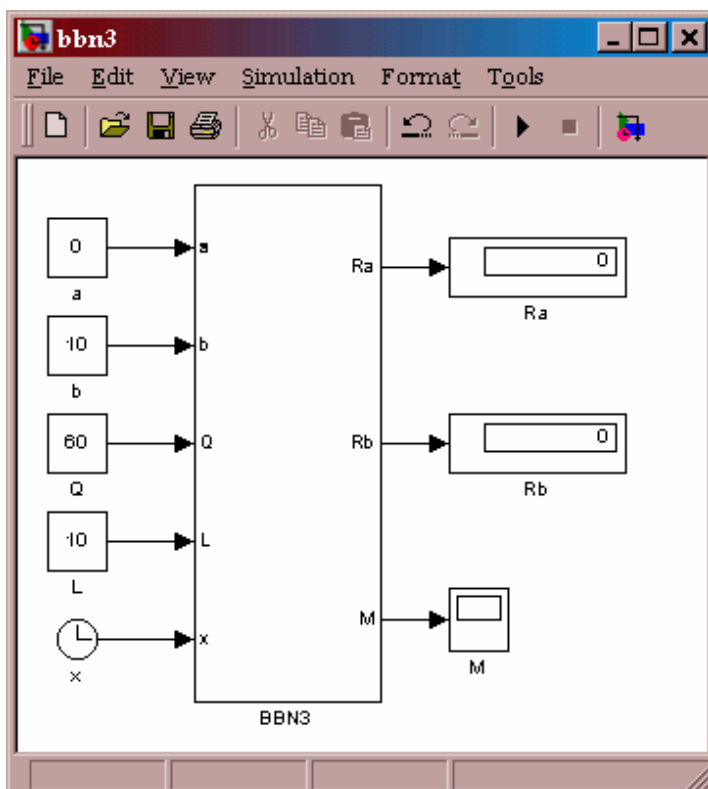 bbn3
File Edit View Simulation Format Tools
0
a
10
b
60
Q
10
L
x
a
b
Q
L
x
Ra
Rb
M
BBN3
0
Ra
0
Rb
M